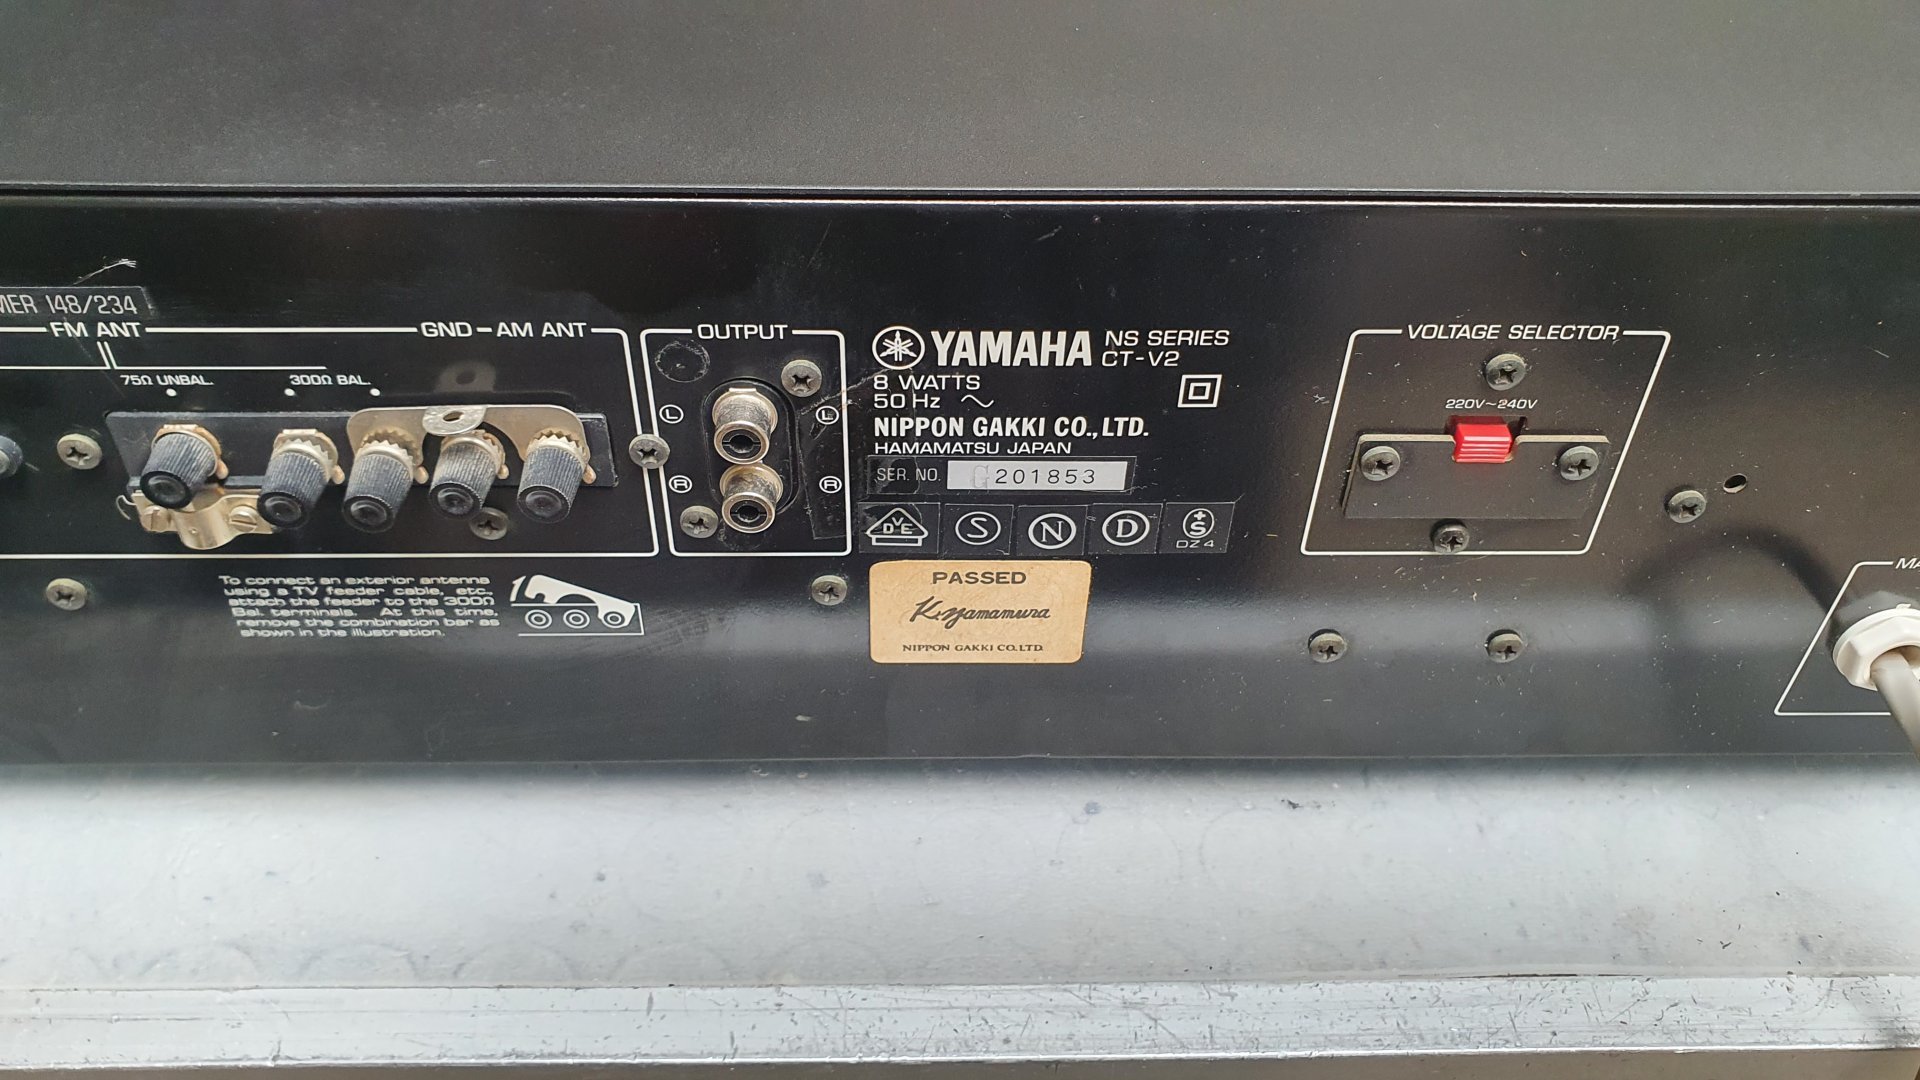 148/234
FM ANT
GND - AM ANT
75Ω UNBAL.
300Ω BAL.
To connect an exterior antenna
using a TV feeder cable, etc.,
attach the feeder to the 300Ω
Bal. terminals. At this time,
remove the combination bar as
shown in the illustration.
OUTPUT
L
L
R
R
YAMAHA NS SERIES
CT-V2
8 WATTS
50 Hz ~
NIPPON GAKKI CO., LTD.
HAMAMATSU JAPAN
SER. NO. G201853
VDE S N D +S
DZ 4
PASSED
K. Yamamura
NIPPON GAKKI CO. LTD.
VOLTAGE SELECTOR
220V~240V